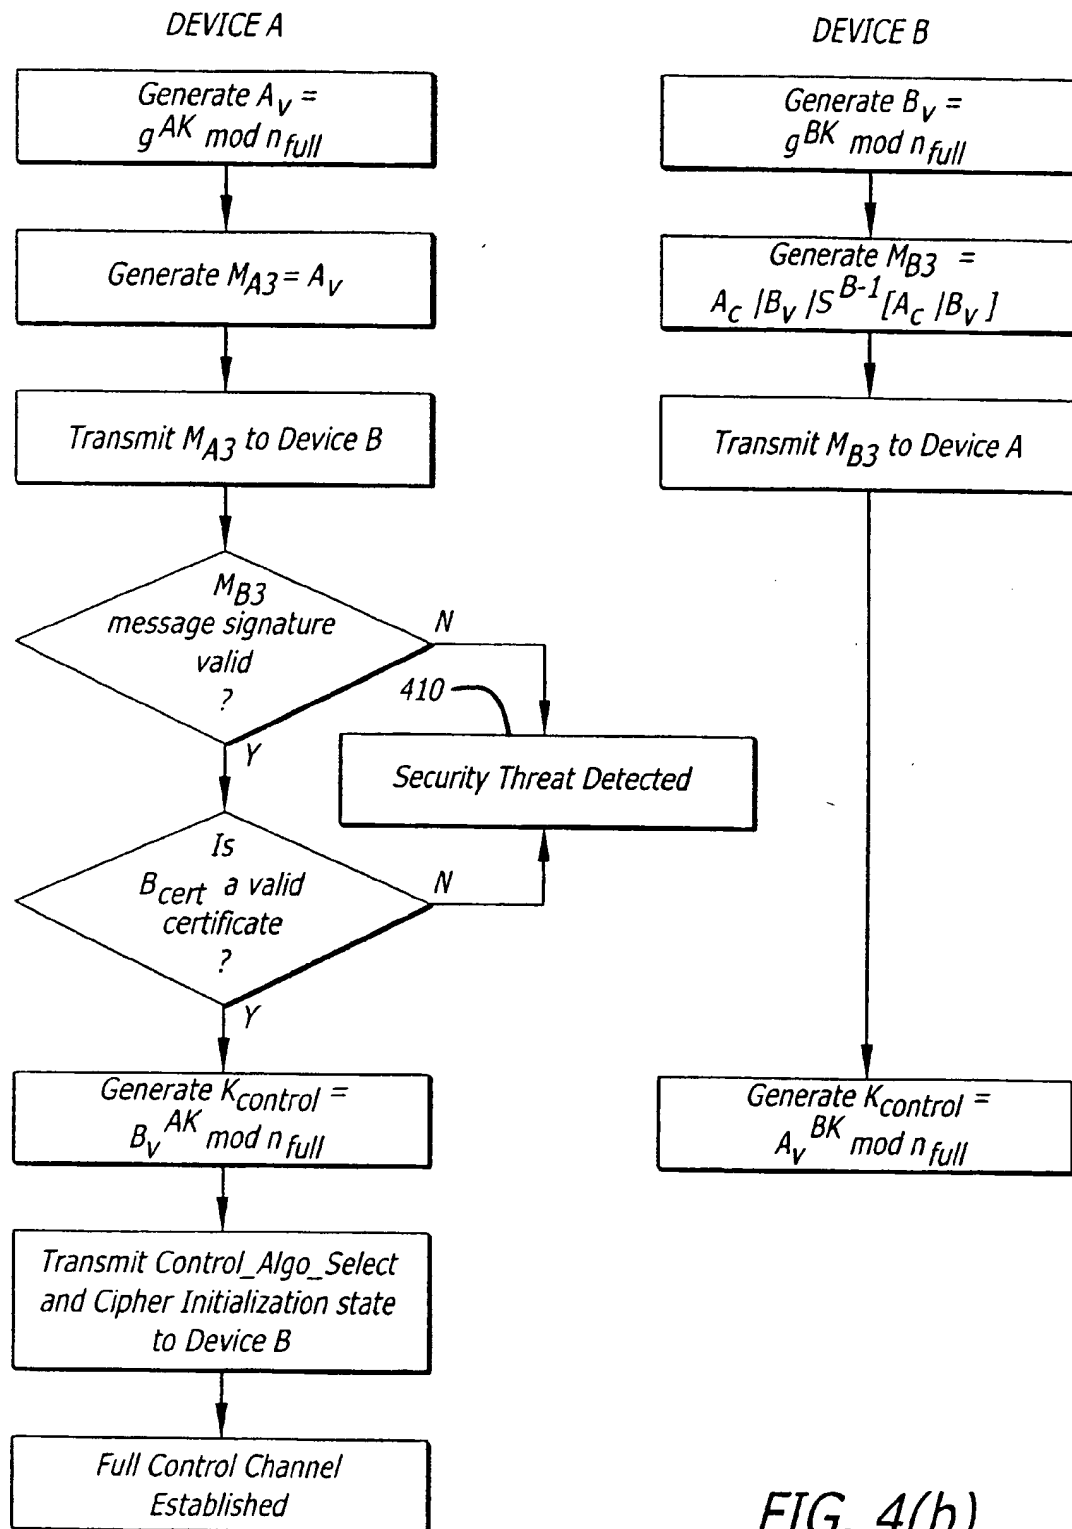 DEVICE A
Generate A_v =
g^AK mod n_full
Generate M_A3 = A_v
Transmit M_A3 to Device B
M_B3
message signature
valid
?
N
Y
410
Security Threat Detected
Is
B_cert a valid
certificate
?
N
Y
Generate K_control =
B_v^AK mod n_full
Transmit Control_Algo_Select
and Cipher Initialization state
to Device B
Full Control Channel
Established
DEVICE B
Generate B_v =
g^BK mod n_full
Generate M_B3 =
A_c |B_v |S^B-1 [A_c |B_v ]
Transmit M_B3 to Device A
Generate K_control =
A_v^BK mod n_full
FIG. 4(b)